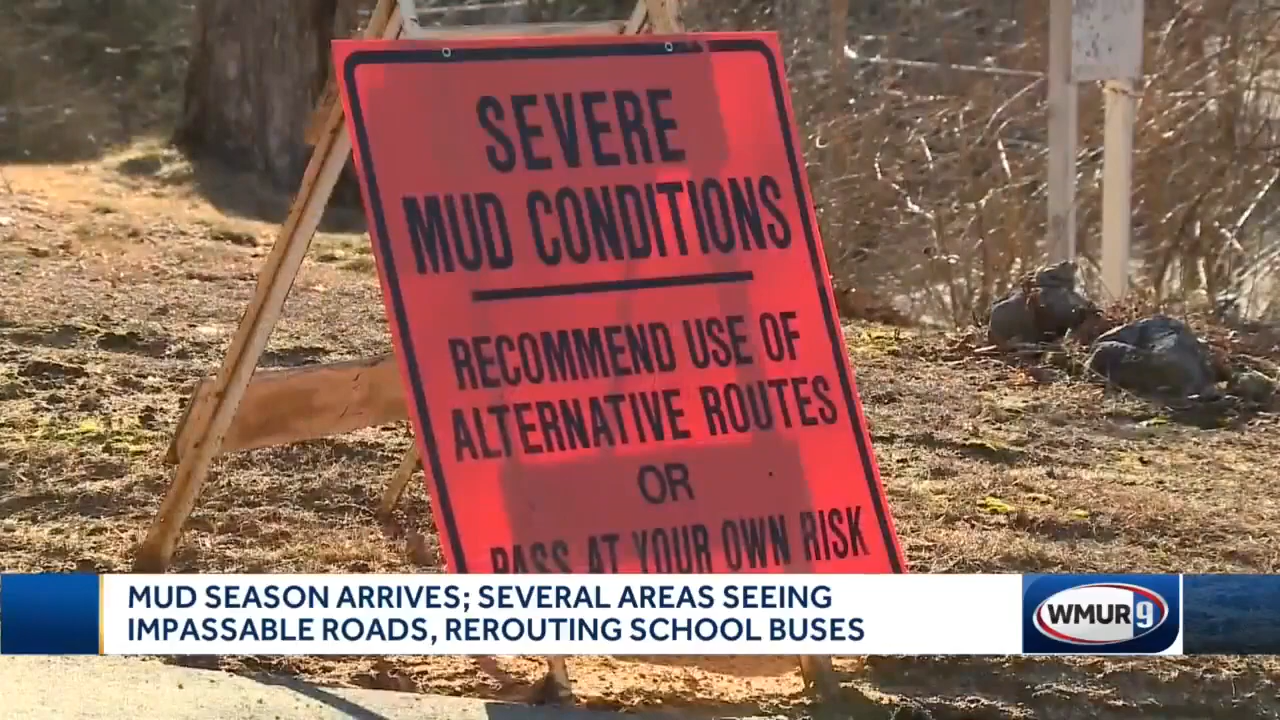 SEVERE
MUD CONDITIONS
RECOMMEND USE OF
ALTERNATIVE ROUTES
OR
PASS AT YOUR OWN RISK
MUD SEASON ARRIVES; SEVERAL AREAS SEEING
IMPASSABLE ROADS, REROUTING SCHOOL BUSES
WMUR9